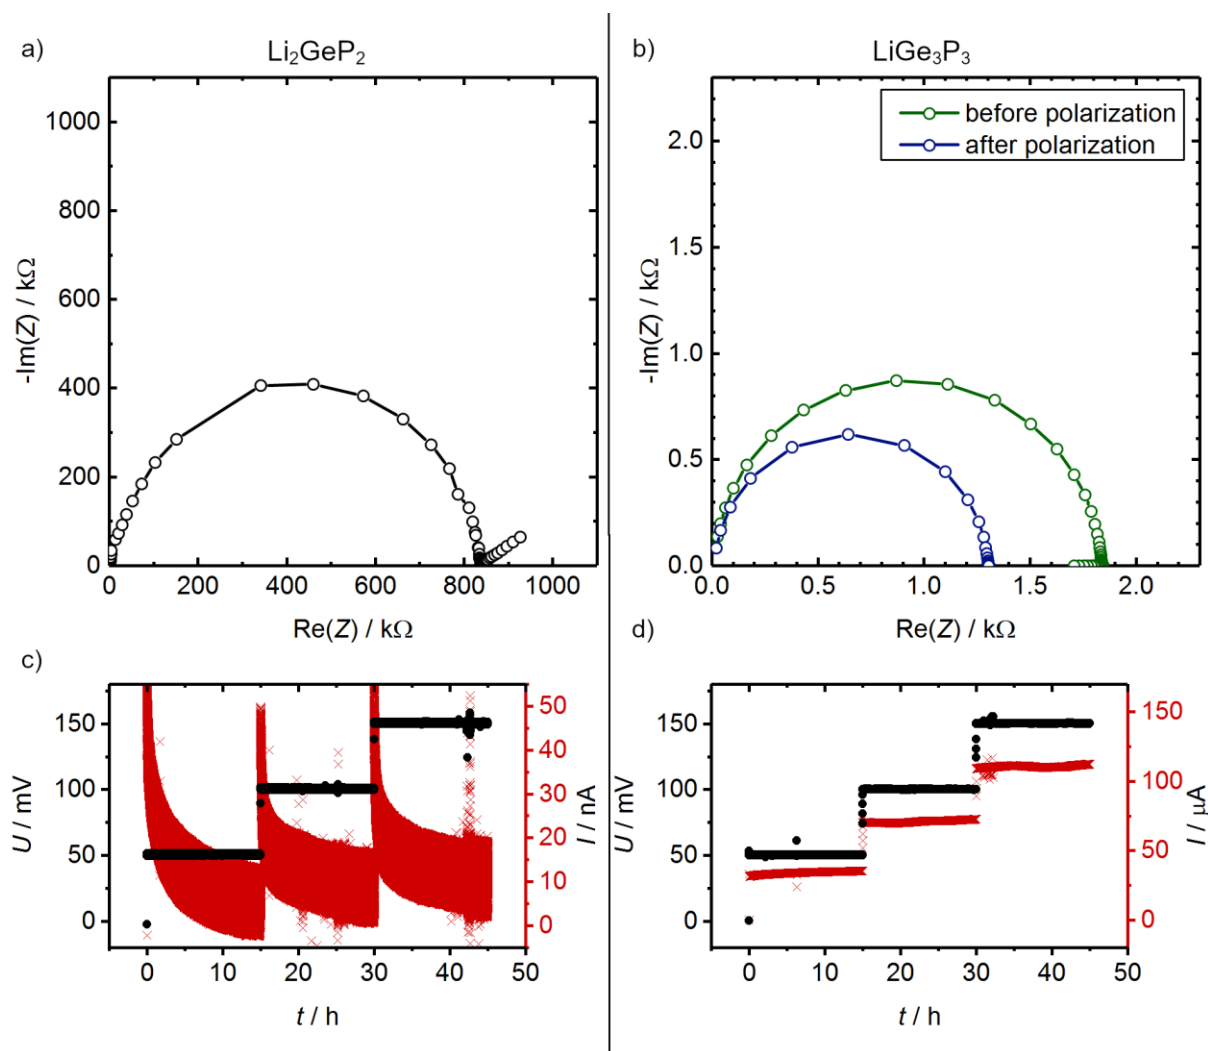 a)
Li₂GeP₂
1000
800
600
400
200
0
-Im(Z) / kΩ
0 200 400 600 800 1000
Re(Z) / kΩ
b)
LiGe₃P₃
before polarization
after polarization
2.0
1.5
1.0
0.5
0.0
-Im(Z) / kΩ
0.0 0.5 1.0 1.5 2.0
Re(Z) / kΩ
c)
150
100
50
0
U / mV
50
40
30
20
10
0
I / nA
0 10 20 30 40 50
t / h
d)
150
100
50
0
U / mV
150
100
50
0
I / μA
0 10 20 30 40 50
t / h